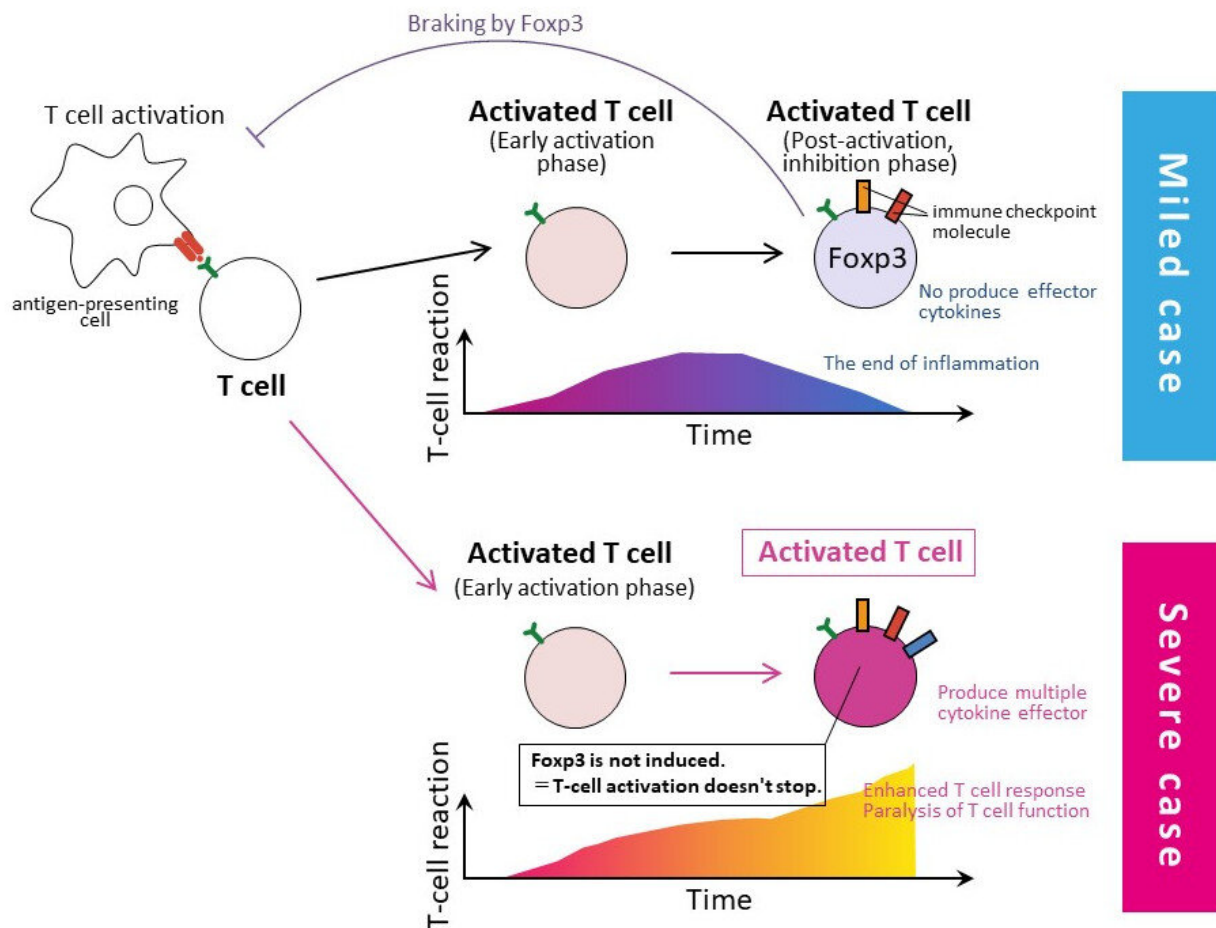 Braking by Foxp3
T cell activation
antigen-presenting
cell
T cell
Activated T cell
(Early activation
phase)
Activated T cell
(Post-activation,
inhibition phase)
immune checkpoint
molecule
Foxp3
No produce effector
cytokines
The end of inflammation
T-cell reaction
Time
Miled case
Activated T cell
(Early activation phase)
Activated T cell
Produce multiple
cytokine effector
Foxp3 is not induced.
＝T-cell activation doesn't stop.
Enhanced T cell response
Paralysis of T cell function
T-cell reaction
Time
Severe case